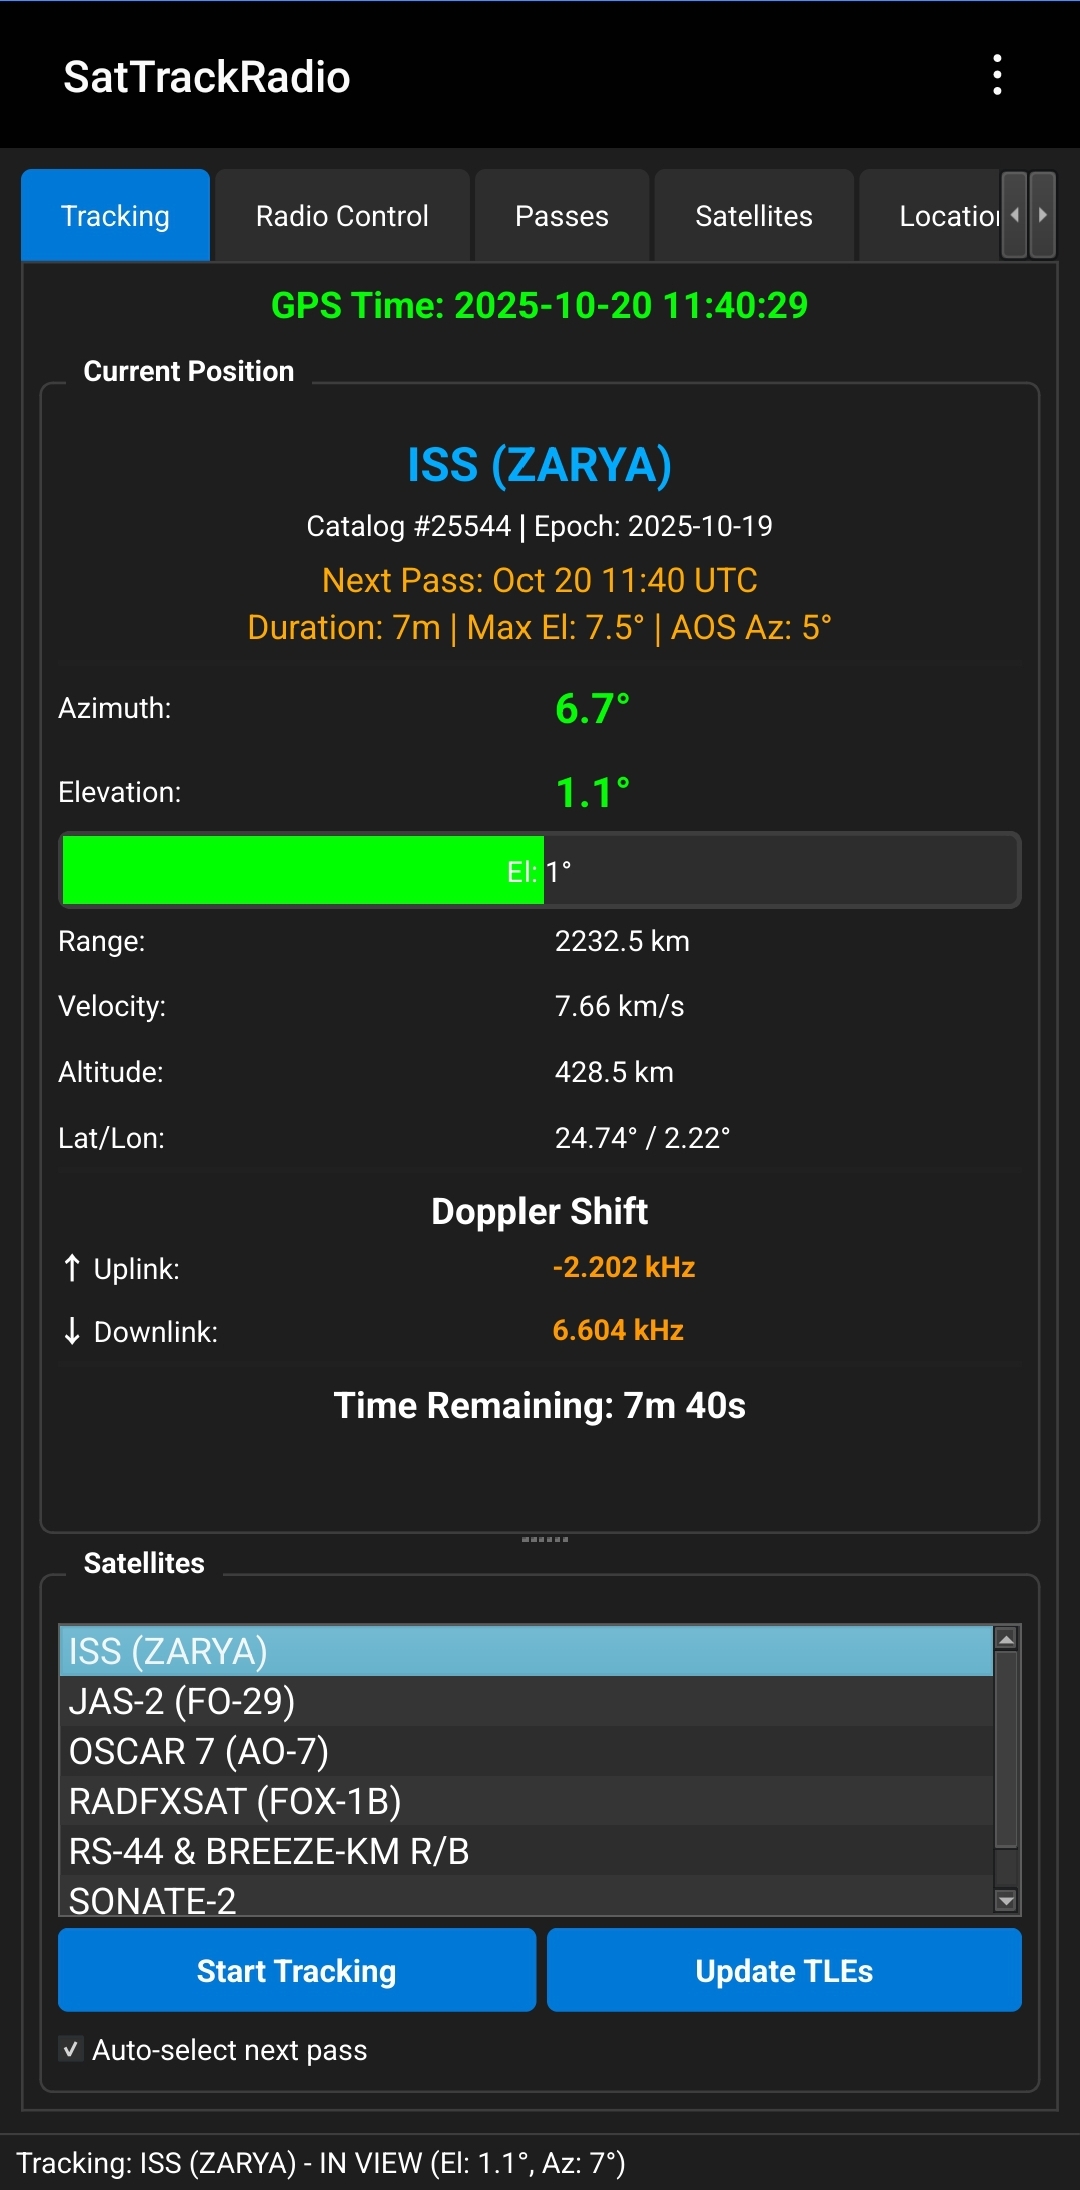 SatTrackRadio
Tracking Radio Control Passes Satellites Location
GPS Time: 2025-10-20 11:40:29
Current Position
ISS (ZARYA)
Catalog #25544 | Epoch: 2025-10-19
Next Pass: Oct 20 11:40 UTC
Duration: 7m | Max El: 7.5° | AOS Az: 5°
Azimuth: 6.7°
Elevation: 1.1°
El: 1°
Range: 2232.5 km
Velocity: 7.66 km/s
Altitude: 428.5 km
Lat/Lon: 24.74° / 2.22°
Doppler Shift
↑ Uplink: -2.202 kHz
↓ Downlink: 6.604 kHz
Time Remaining: 7m 40s
Satellites
ISS (ZARYA)
JAS-2 (FO-29)
OSCAR 7 (AO-7)
RADFXSAT (FOX-1B)
RS-44 & BREEZE-KM R/B
SONATE-2
Start Tracking Update TLEs
Auto-select next pass
Tracking: ISS (ZARYA) - IN VIEW (El: 1.1°, Az: 7°)